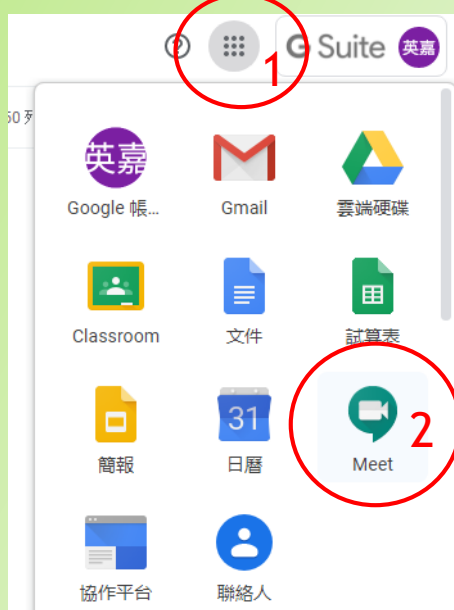 1
G Suite 英嘉
50 列
英嘉
Google 帳... Gmail 雲端硬碟
Classroom 文件 試算表
31
2
簡報 日曆 Meet
協作平台 聯絡人